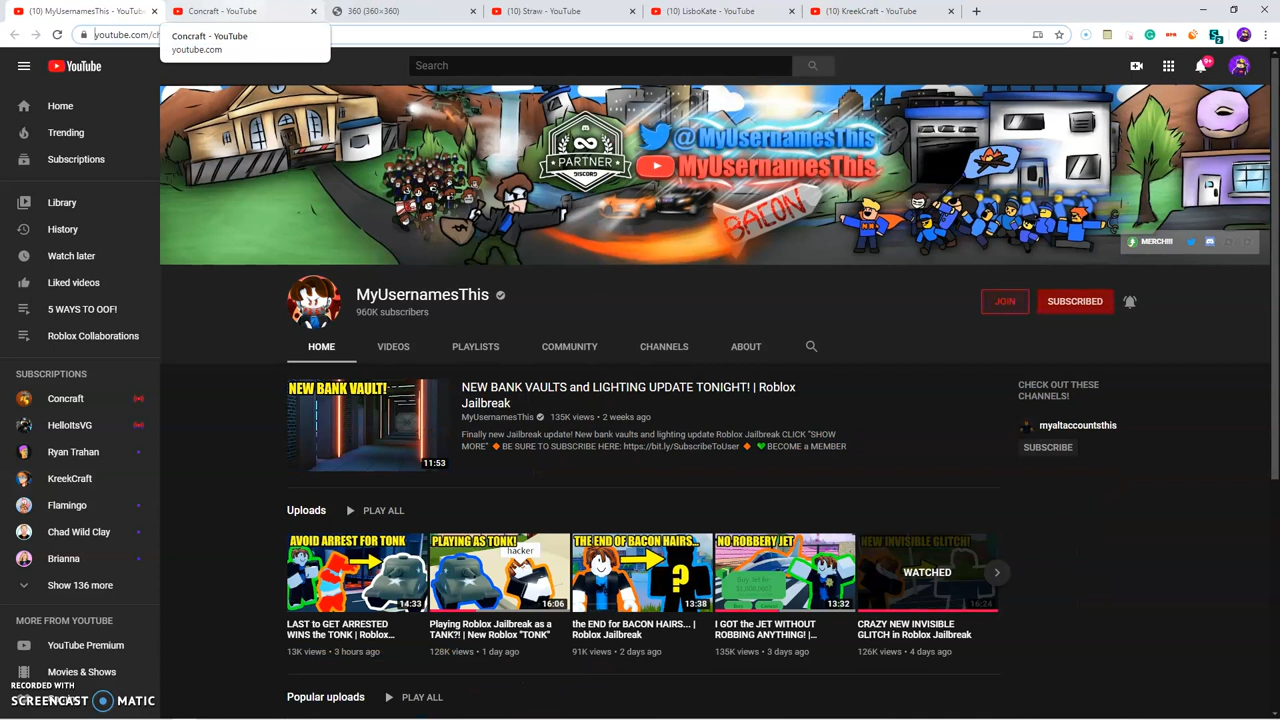 (10) MyUsernamesThis - YouTub
Concraft - YouTube
360 (360×360)
(10) Straw - YouTube
(10) LisboKate - YouTube
(10) KreekCraft - YouTube
youtube.com/ch
Concraft - YouTube
youtube.com
YouTube
Search
9+
Home
Trending
Subscriptions
Library
History
Watch later
Liked videos
5 WAYS TO OOF!
Roblox Collaborations
SUBSCRIPTIONS
Concraft
HelloItsVG
Ryan Trahan
KreekCraft
Flamingo
Chad Wild Clay
Brianna
Show 136 more
MORE FROM YOUTUBE
YouTube Premium
Movies & Shows
RECORDED WITH
SCREENCAST MATIC
PARTNER
DISCORD
@MyUsernamesThis
MyUsernamesThis
BACON
MERCH!!!
MyUsernamesThis
960K subscribers
JOIN
SUBSCRIBED
HOME
VIDEOS
PLAYLISTS
COMMUNITY
CHANNELS
ABOUT
NEW BANK VAULT!
11:53
NEW BANK VAULTS and LIGHTING UPDATE TONIGHT! | Roblox
Jailbreak
MyUsernamesThis 135K views • 2 weeks ago
Finally new Jailbreak update! New bank vaults and lighting update Roblox Jailbreak CLICK "SHOW
MORE" 🔶 BE SURE TO SUBSCRIBE HERE: https://bit.ly/SubscribeToUser 🔶 💚BECOME a MEMBER
CHECK OUT THESE
CHANNELS!
myaltaccountsthis
SUBSCRIBE
Uploads
PLAY ALL
AVOID ARREST FOR TONK
14:33
LAST to GET ARRESTED
WINS the TONK | Roblox...
13K views • 3 hours ago
PLAYING AS TONK!
hacker
16:06
Playing Roblox Jailbreak as a
TANK?! | New Roblox "TONK"
128K views • 1 day ago
THE END OF BACON HAIRS...
?
13:38
the END for BACON HAIRS... |
Roblox Jailbreak
91K views • 2 days ago
NO ROBBERY JET
13:32
I GOT the JET WITHOUT
ROBBING ANYTHING! |...
135K views • 3 days ago
NEW INVISIBLE GLITCH!
WATCHED
16:24
CRAZY NEW INVISIBLE
GLITCH in Roblox Jailbreak
126K views • 4 days ago
Popular uploads
PLAY ALL